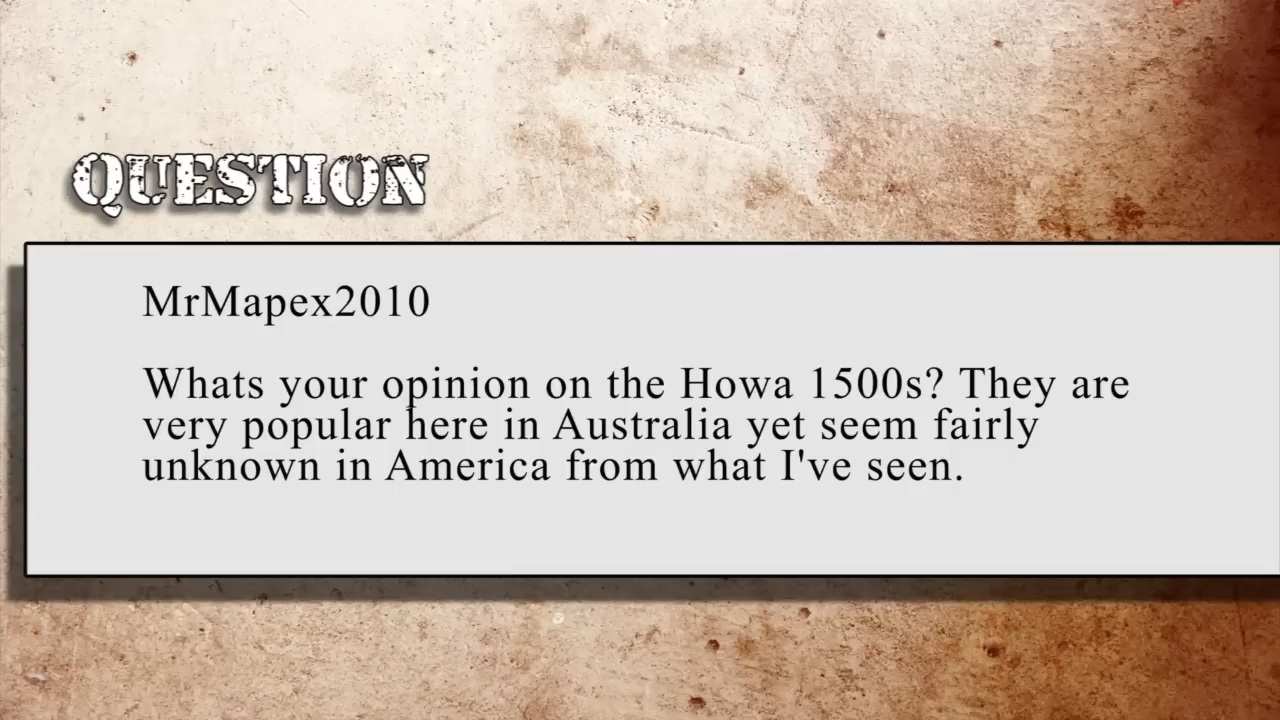 QUESTION
MrMapex2010
Whats your opinion on the Howa 1500s? They are
very popular here in Australia yet seem fairly
unknown in America from what I've seen.